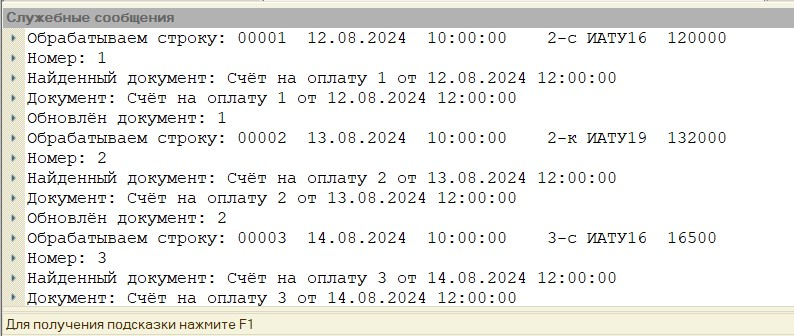 Служебные сообщения
Обрабатываем строку: 00001 12.08.2024 10:00:00 2-с ИАТУ16 120000
Номер: 1
Найденный документ: Счёт на оплату 1 от 12.08.2024 12:00:00
Документ: Счёт на оплату 1 от 12.08.2024 12:00:00
Обновлён документ: 1
Обрабатываем строку: 00002 13.08.2024 10:00:00 2-к ИАТУ19 132000
Номер: 2
Найденный документ: Счёт на оплату 2 от 13.08.2024 12:00:00
Документ: Счёт на оплату 2 от 13.08.2024 12:00:00
Обновлён документ: 2
Обрабатываем строку: 00003 14.08.2024 10:00:00 3-с ИАТУ16 16500
Номер: 3
Найденный документ: Счёт на оплату 3 от 14.08.2024 12:00:00
Документ: Счёт на оплату 3 от 14.08.2024 12:00:00
Для получения подсказки нажмите F1